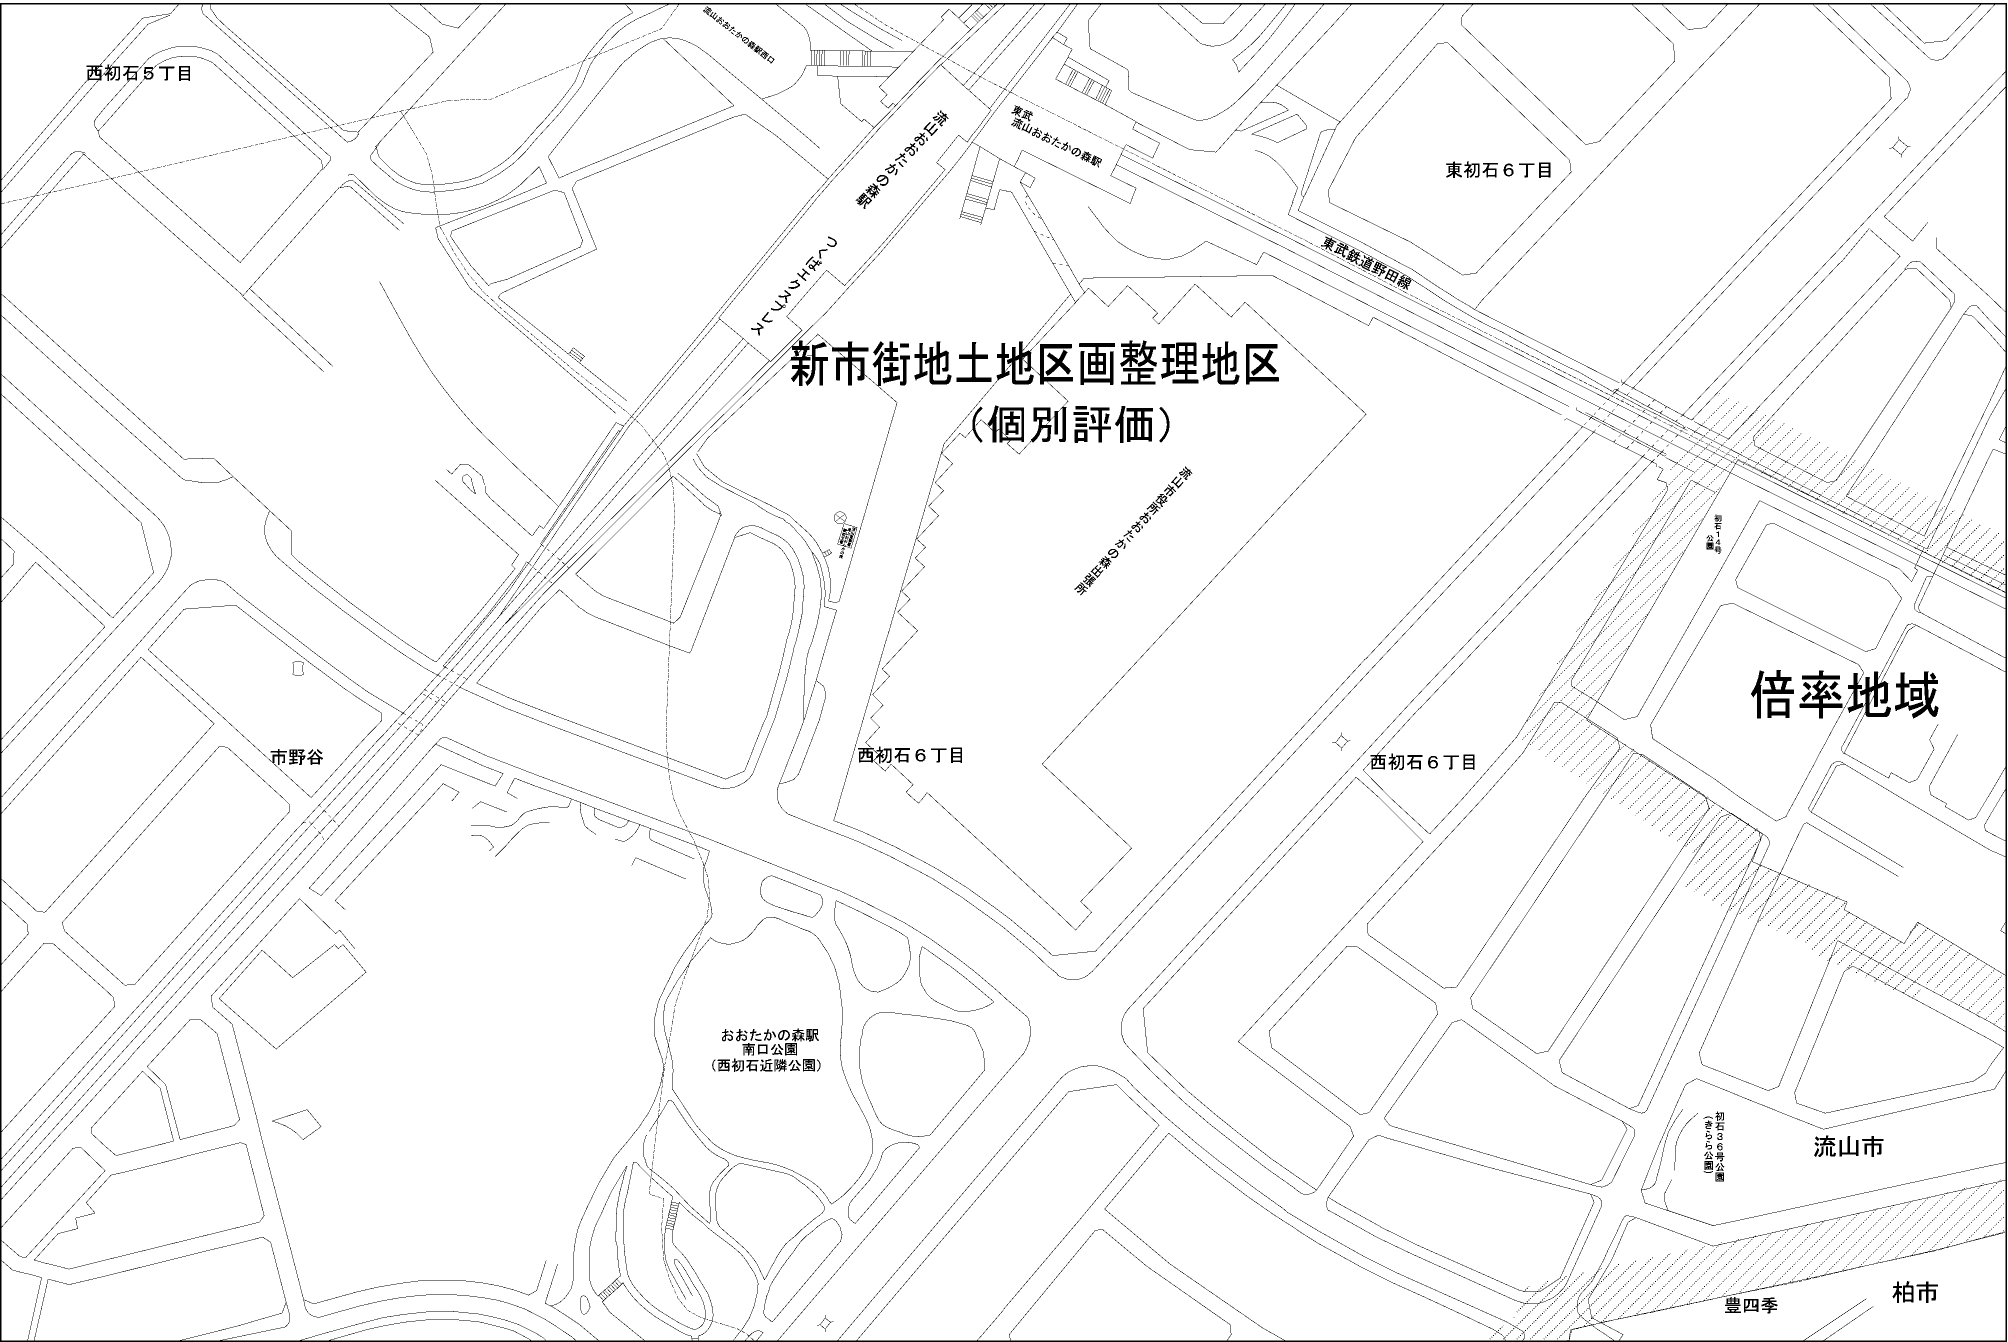 流山おおたかの森駅西口
西初石５丁目
東武
流山おおたかの森駅
流山おおたかの森駅
東初石６丁目
東武鉄道野田線
つくばエクスプレス
新市街地土地区画整理地区
（個別評価）
流山市役所おおたかの森出張所
初石１４号
公園
倍率地域
市野谷
西初石６丁目
西初石６丁目
おおたかの森駅
南口公園
（西初石近隣公園）
初石３６号公園
（きらら公園）
流山市
柏市
豊四季